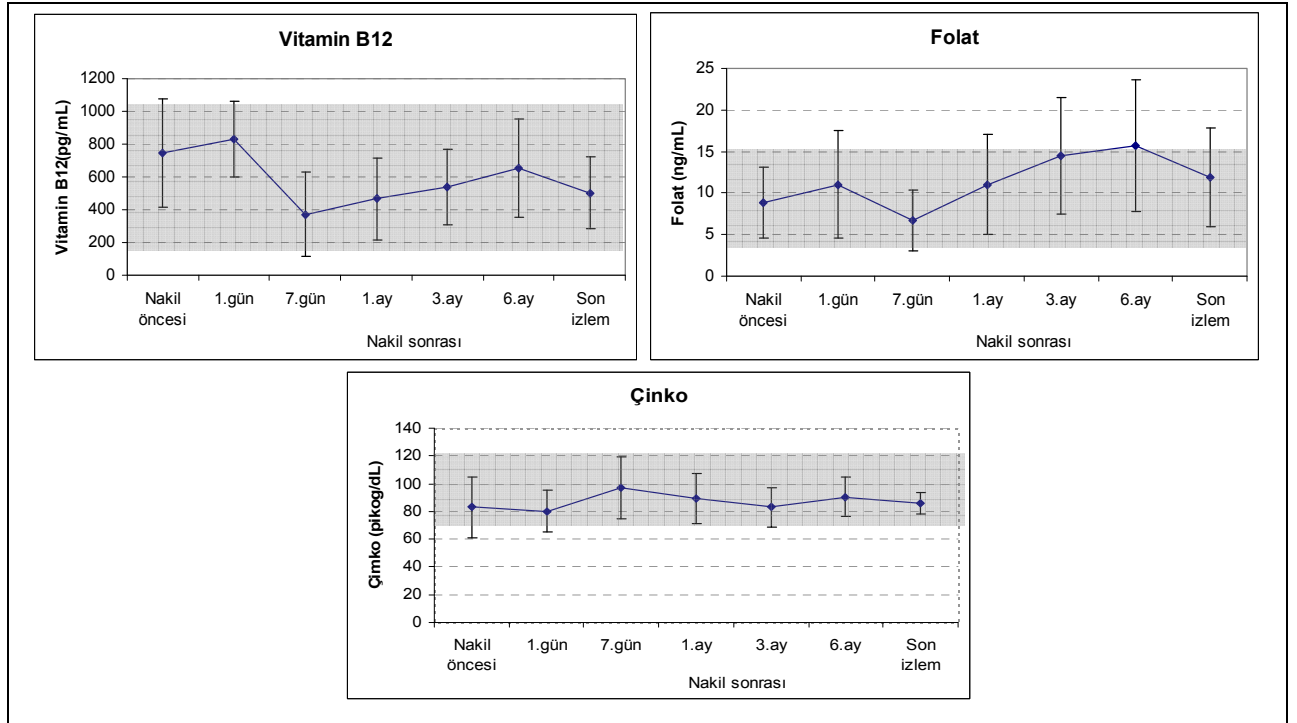 Vitamin B12
Vitamin B12(pg/mL)
1200
1000
800
600
400
200
0
Nakil öncesi
1.gün
7.gün
1.ay
3.ay
6.ay
Son izlem
Nakil sonrası
Folat
Folat (ng/mL)
25
20
15
10
5
0
Nakil öncesi
1.gün
7.gün
1.ay
3.ay
6.ay
Son izlem
Nakil sonrası
Çinko
Çimko (pikog/dL)
140
120
100
80
60
40
20
0
Nakil öncesi
1.gün
7.gün
1.ay
3.ay
6.ay
Son izlem
Nakil sonrası